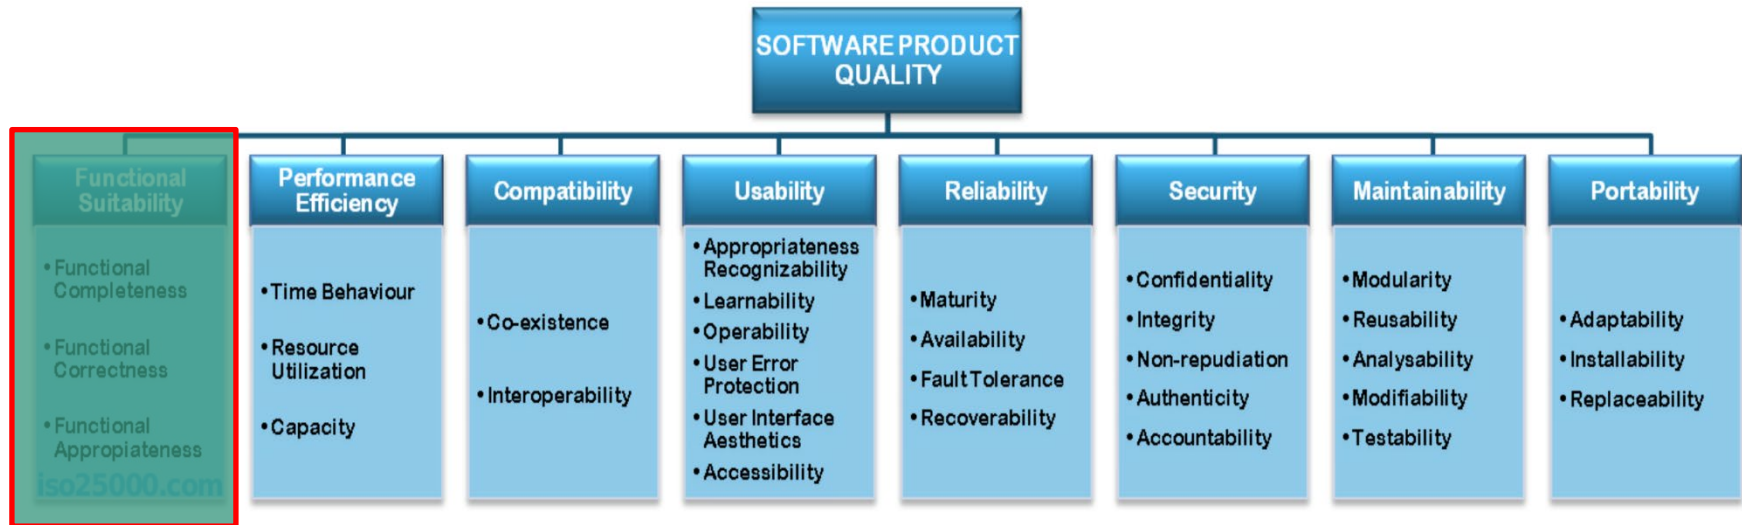 SOFTWARE PRODUCT
QUALITY
Functional
Suitability
• Functional
Completeness
• Functional
Correctness
• Functional
Appropiateness
iso25000.com
Performance
Efficiency
• Time Behaviour
• Resource
Utilization
• Capacity
Compatibility
• Co-existence
• Interoperability
Usability
• Appropriateness
Recognizability
• Learnability
• Operability
• User Error
Protection
• User Interface
Aesthetics
• Accessibility
Reliability
• Maturity
• Availability
• Fault Tolerance
• Recoverability
Security
• Confidentiality
• Integrity
• Non-repudiation
• Authenticity
• Accountability
Maintainability
• Modularity
• Reusability
• Analysability
• Modifiability
• Testability
Portability
• Adaptability
• Installability
• Replaceability